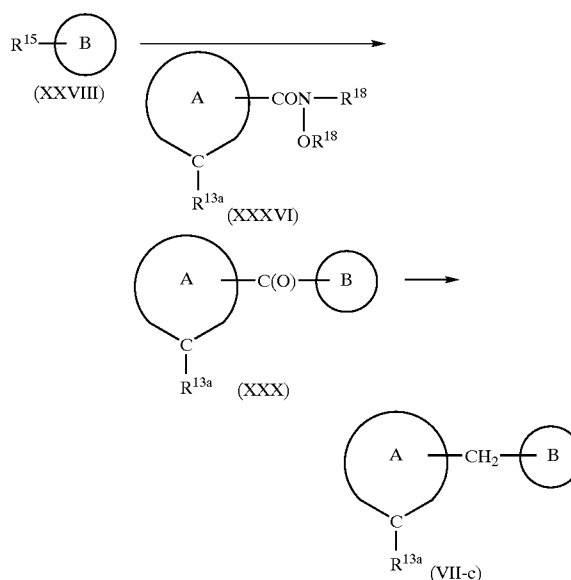 R¹⁵ B
(XXVIII)
A CON R¹⁸
OR¹⁸
C
R¹³ᵃ
(XXXVI)
A C(O) B
C
R¹³ᵃ
(XXX)
A CH₂ B
C
R¹³ᵃ
(VII-c)